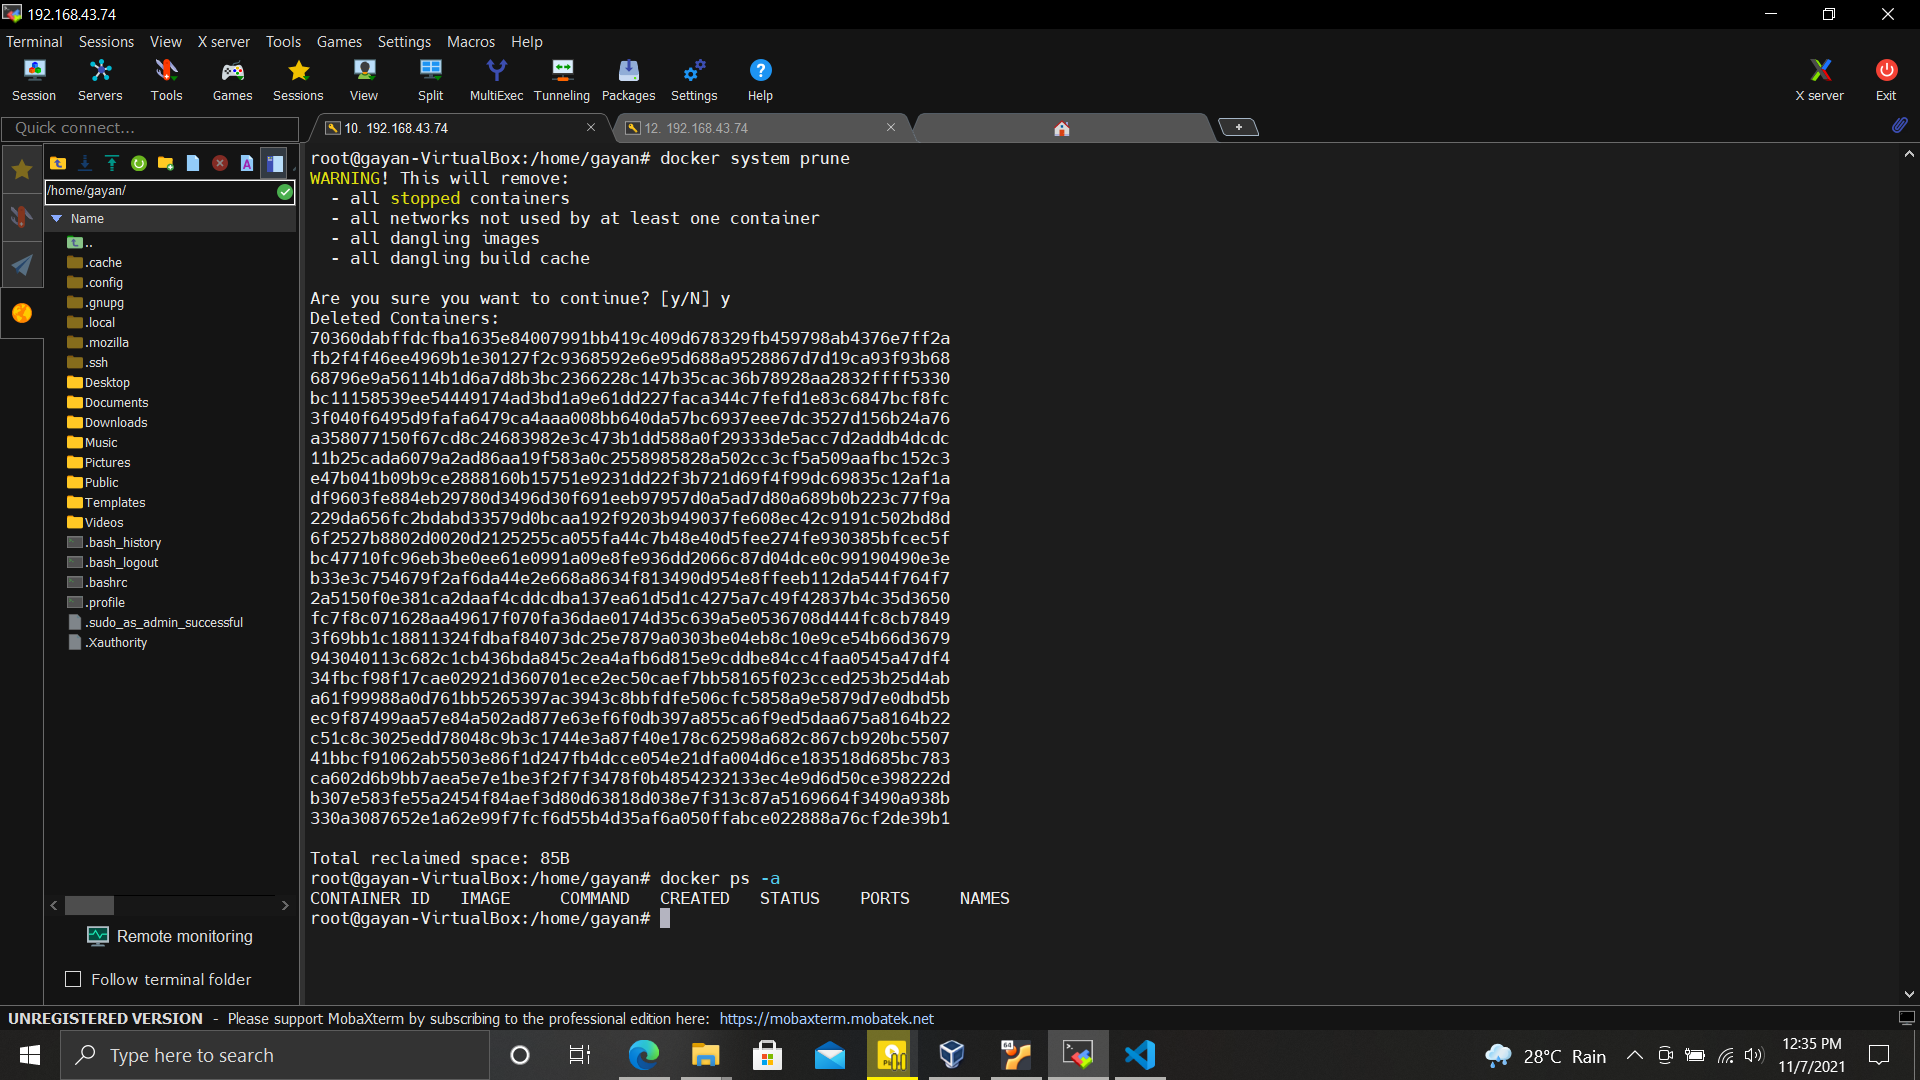 192.168.43.74
Terminal Sessions View X server Tools Games Settings Macros Help
Session Servers Tools Games Sessions View Split MultiExec Tunneling Packages Settings Help X server Exit
Quick connect...
10. 192.168.43.74
12. 192.168.43.74
/home/gayan/
Name
..
.cache
.config
.gnupg
.local
.mozilla
.ssh
Desktop
Documents
Downloads
Music
Pictures
Public
Templates
Videos
.bash_history
.bash_logout
.bashrc
.profile
.sudo_as_admin_successful
.Xauthority
Remote monitoring
Follow terminal folder
root@gayan-VirtualBox:/home/gayan# docker system prune
WARNING! This will remove:
- all stopped containers
- all networks not used by at least one container
- all dangling images
- all dangling build cache
Are you sure you want to continue? [y/N] y
Deleted Containers:
70360dabffdcfba1635e84007991bb419c409d678329fb459798ab4376e7ff2a
fb2f4f46ee4969b1e30127f2c9368592e6e95d688a9528867d7d19ca93f93b68
68796e9a56114b1d6a7d8b3bc2366228c147b35cac36b78928aa2832ffff5330
bc11158539ee54449174ad3bd1a9e61dd227faca344c7fefd1e83c6847bcf8fc
3f040f6495d9fafa6479ca4aaa008bb640da57bc6937eee7dc3527d156b24a76
a358077150f67cd8c24683982e3c473b1dd588a0f29333de5acc7d2addb4dcdc
11b25cada6079a2ad86aa19f583a0c2558985828a502cc3cf5a509aafbc152c3
e47b041b09b9ce2888160b15751e9231dd22f3b721d69f4f99dc69835c12af1a
df9603fe884eb29780d3496d30f691eeb97957d0a5ad7d80a689b0b223c77f9a
229da656fc2bdabd33579d0bcaa192f9203b949037fe608ec42c9191c502bd8d
6f2527b8802d0020d2125255ca055fa44c7b48e40d5fee274fe930385bfcec5f
bc47710fc96eb3be0ee61e0991a09e8fe936dd2066c87d04dce0c99190490e3e
b33e3c754679f2af6da44e2e668a8634f813490d954e8ffeeb112da544f764f7
2a5150f0e381ca2daaf4cddcdba137ea61d5d1c4275a7c49f42837b4c35d3650
fc7f8c071628aa49617f070fa36dae0174d35c639a5e0536708d444fc8cb7849
3f69bb1c18811324fdbaf84073dc25e7879a0303be04eb8c10e9ce54b66d3679
943040113c682c1cb436bda845c2ea4afb6d815e9cddbe84cc4faa0545a47df4
34fbcf98f17cae02921d360701ece2ec50caef7bb58165f023cced253b25d4ab
a61f99988a0d761bb5265397ac3943c8bbfdfe506cfc5858a9e5879d7e0dbd5b
ec9f87499aa57e84a502ad877e63ef6f0db397a855ca6f9ed5daa675a8164b22
c51c8c3025edd78048c9b3c1744e3a87f40e178c62598a682c867cb920bc5507
41bbcf91062ab5503e86f1d247fb4dcce054e21dfa004d6ce183518d685bc783
ca602d6b9bb7aea5e7e1be3f2f7f3478f0b4854232133ec4e9d6d50ce398222d
b307e583fe55a2454f84aef3d80d63818d038e7f313c87a5169664f3490a938b
330a3087652e1a62e99f7fcf6d55b4d35af6a050ffabce022888a76cf2de39b1
Total reclaimed space: 85B
root@gayan-VirtualBox:/home/gayan# docker ps -a
CONTAINER ID IMAGE COMMAND CREATED STATUS PORTS NAMES
root@gayan-VirtualBox:/home/gayan#
UNREGISTERED VERSION - Please support MobaXterm by subscribing to the professional edition here: https://mobaxterm.mobatek.net
Type here to search
28°C Rain
12:35 PM
11/7/2021